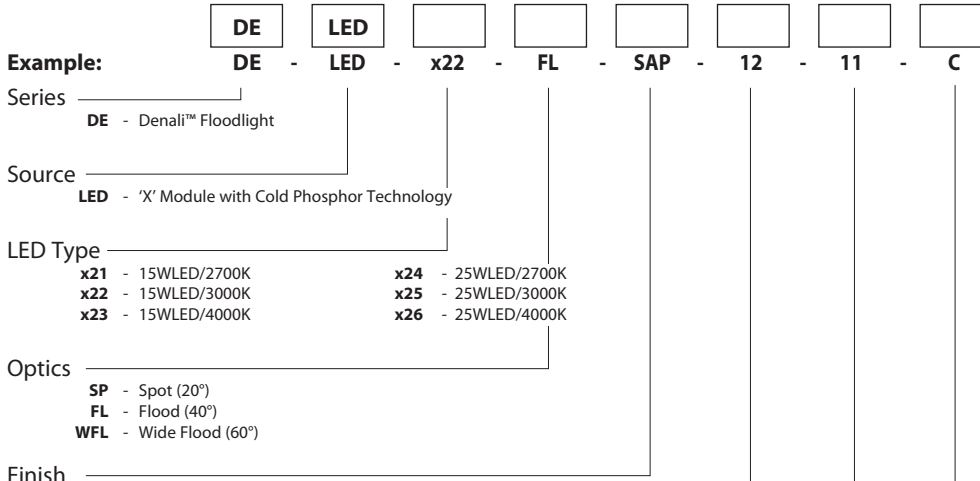 DE LED
Example: DE - LED - x22 - FL - SAP - 12 - 11 - C
Series
DE - Denali™ Floodlight
Source
LED - ‘X’ Module with Cold Phosphor Technology
LED Type
x21 - 15WLED/2700K x24 - 25WLED/2700K
x22 - 15WLED/3000K x25 - 25WLED/3000K
x23 - 15WLED/4000K x26 - 25WLED/4000K
Optics
SP - Spot (20°)
FL - Flood (40°)
WFL - Wide Flood (60°)
Finish